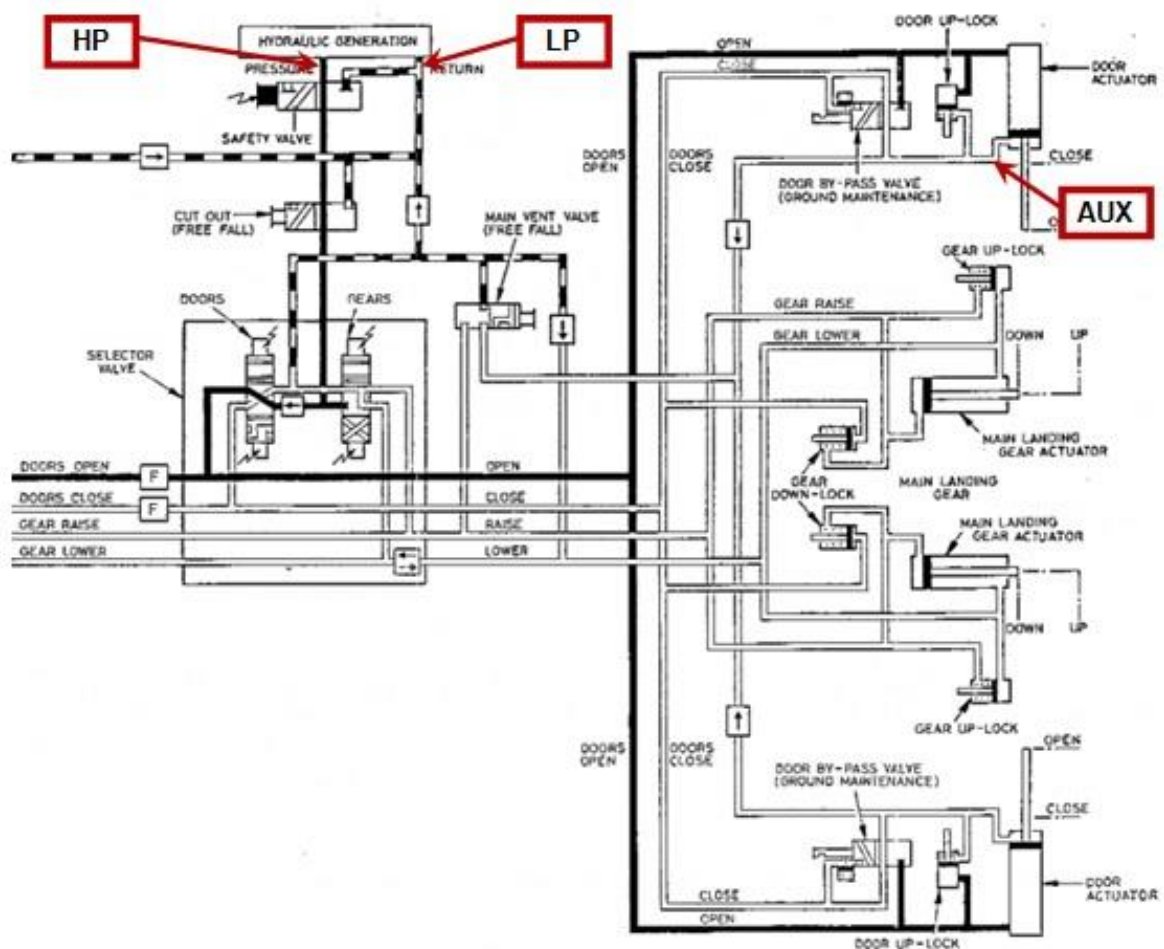 HP
LP
AUX
HYDRAULIC GENERATION
PRESSURE
RETURN
SAFETY VALVE
CUT OUT
(FREE FALL)
MAIN VENT VALVE
(FREE FALL)
DOORS
GEARS
SELECTOR
VALVE
DOORS OPEN
F
OPEN
DOORS CLOSE
F
CLOSE
GEAR RAISE
RAISE
GEAR LOWER
LOWER
OPEN
CLOSE
DOOR UP-LOCK
DOOR
ACTUATOR
DOORS
OPEN
DOORS
CLOSE
DOOR BY-PASS VALVE
(GROUND MAINTENANCE)
CLOSE
O
GEAR UP-LOCK
GEAR RAISE
GEAR LOWER
DOWN
UP
MAIN LANDING
GEAR ACTUATOR
GEAR
DOWN-LOCK
MAIN LANDING
GEAR
MAIN LANDING
GEAR ACTUATOR
DOWN
UP
GEAR UP-LOCK
DOORS
OPEN
DOORS
CLOSE
DOOR BY-PASS VALVE
(GROUND MAINTENANCE)
OPEN
CLOSE
CLOSE
OPEN
DOOR
ACTUATOR
DOOR UP-LOCK